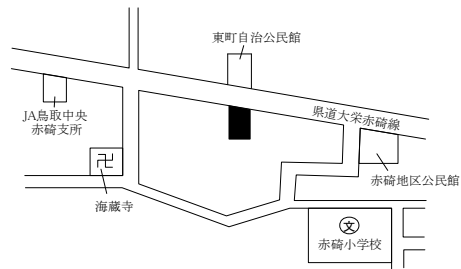 東町自治公民館
県道大栄赤碕線
JA鳥取中央
赤碕支所
赤碕地区公民館
卍
海蔵寺
文
赤碕小学校